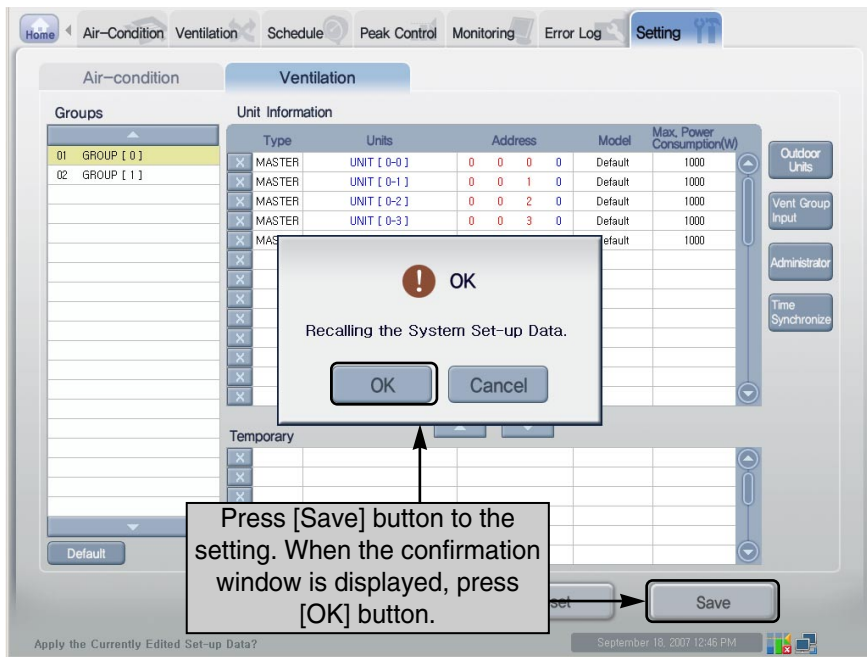 Home Air-Condition Ventilation Schedule Peak Control Monitoring Error Log Setting
Air-condition Ventilation
Groups
01 GROUP [ 0 ]
02 GROUP [ 1 ]
Default
Unit Information
Type Units Address Model Max, Power Consumption(W)
X MASTER UNIT [ 0-0 ] 0 0 0 0 Default 1000
X MASTER UNIT [ 0-1 ] 0 0 1 0 Default 1000
X MASTER UNIT [ 0-2 ] 0 0 2 0 Default 1000
X MASTER UNIT [ 0-3 ] 0 0 3 0 Default 1000
X MAS efault 1000
X
X
X
X
X
X
X
X
Outdoor
Units
Vent Group
Input
Administrator
Time
Synchronize
! OK
Recalling the System Set-up Data.
OK Cancel
Temporary
X
X
X
Press [Save] button to the
setting. When the confirmation
window is displayed, press
[OK] button.
set Save
Apply the Currently Edited Set-up Data? September 18, 2007 12:46 PM